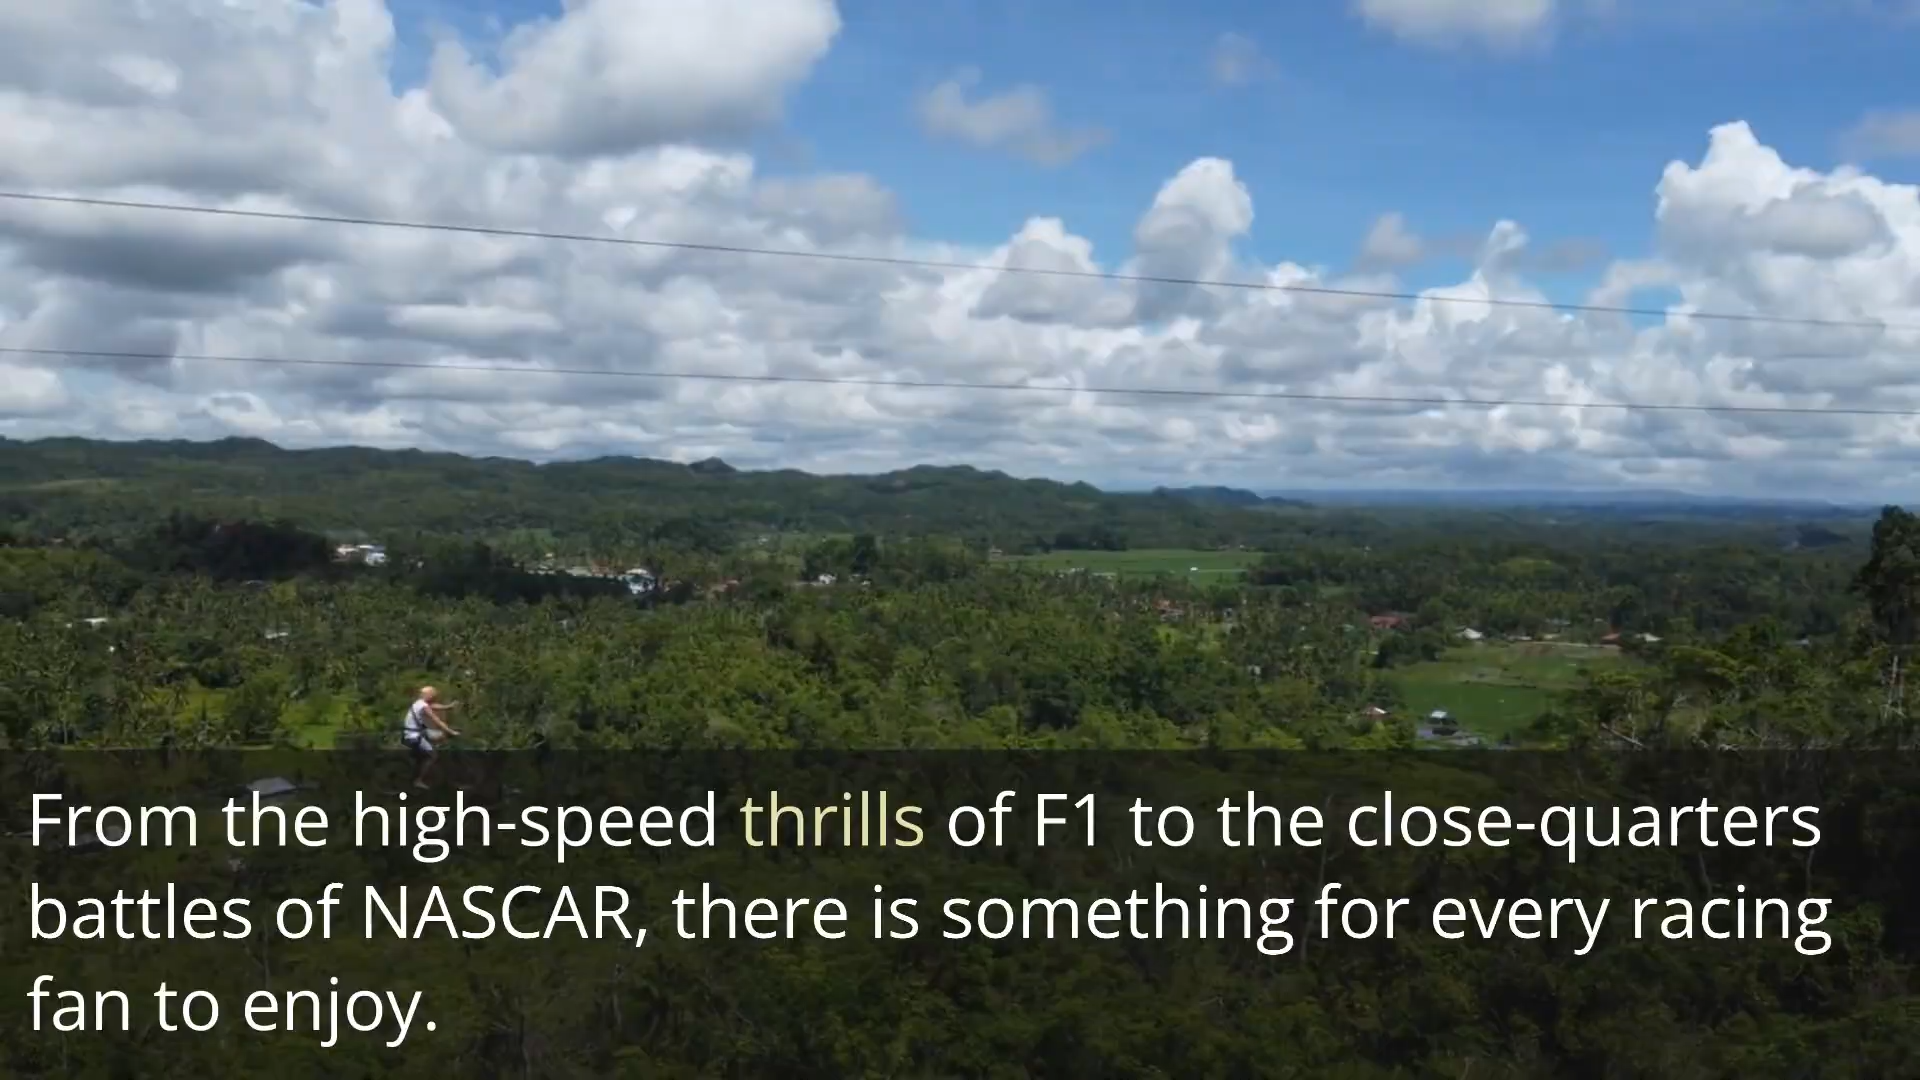 From the high-speed thrills of F1 to the close-quarters
battles of NASCAR, there is something for every racing
fan to enjoy.